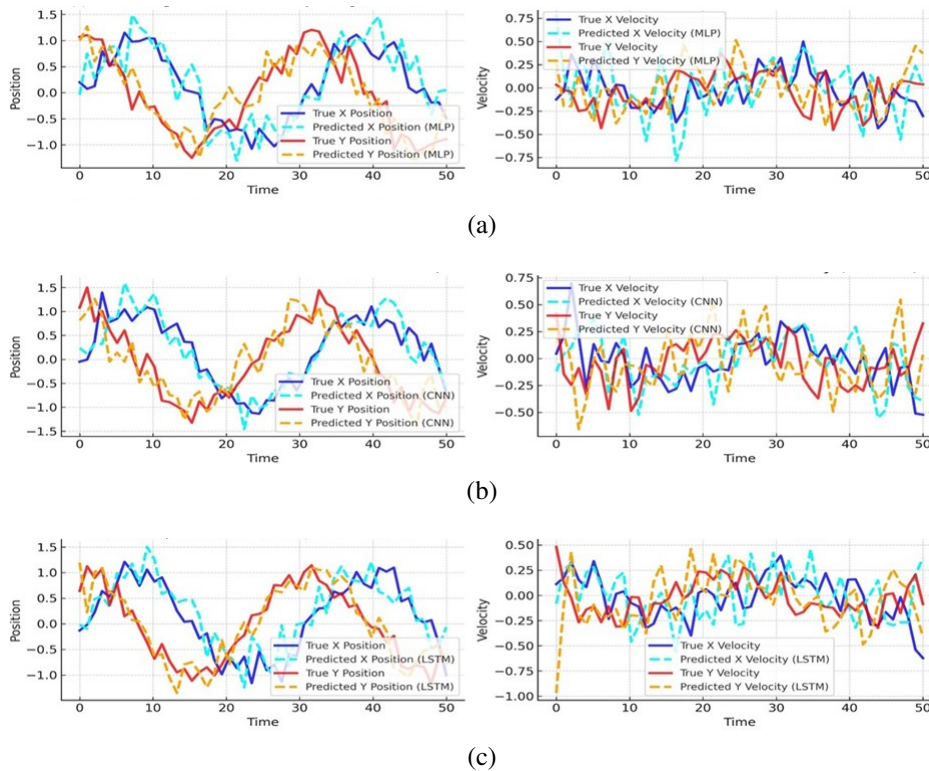 1.5
1.0
0.5
0.0
−0.5
−1.0
Position
True X Position
Predicted X Position (MLP)
True Y Position
Predicted Y Position (MLP)
0 10 20 30 40 50
Time
0.75
0.50
0.25
0.00
−0.25
−0.50
−0.75
Velocity
True X Velocity
Predicted X Velocity (MLP)
True Y Velocity
Predicted Y Velocity (MLP)
0 10 20 30 40 50
Time
(a)
1.5
1.0
0.5
0.0
−0.5
−1.0
−1.5
Position
True X Position
Predicted X Position (CNN)
True Y Position
Predicted Y Position (CNN)
0 10 20 30 40 50
Time
0.75
0.50
0.25
0.00
−0.25
−0.50
Velocity
True X Velocity
Predicted X Velocity (CNN)
True Y Velocity
Predicted Y Velocity (CNN)
0 10 20 30 40 50
Time
(b)
1.5
1.0
0.5
0.0
−0.5
−1.0
Position
True X Position
Predicted X Position (LSTM)
True Y Position
Predicted Y Position (LSTM)
0 10 20 30 40 50
Time
0.50
0.25
0.00
−0.25
−0.50
−0.75
−1.00
Velocity
True X Velocity
Predicted X Velocity (LSTM)
True Y Velocity
Predicted Y Velocity (LSTM)
0 10 20 30 40 50
Time
(c)